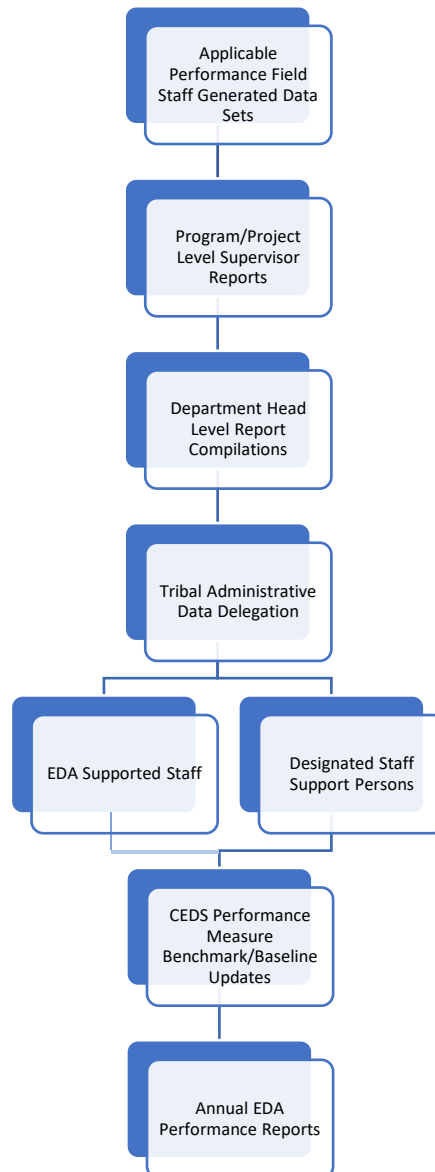 Applicable
Performance Field
Staff Generated Data
Sets
Program/Project
Level Supervisor
Reports
Department Head
Level Report
Compilations
Tribal Administrative
Data Delegation
EDA Supported Staff
Designated Staff
Support Persons
CEDS Performance
Measure
Benchmark/Baseline
Updates
Annual EDA
Performance Reports